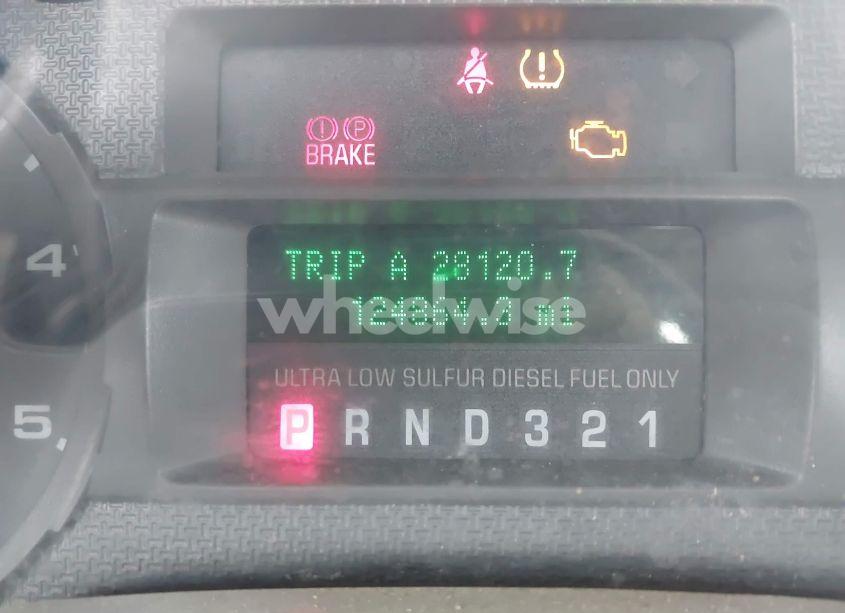 BRAKE
4
TRIP A 28120.7
wheelwise
ULTRA LOW SULFUR DIESEL FUEL ONLY
5
P R N D 3 2 1